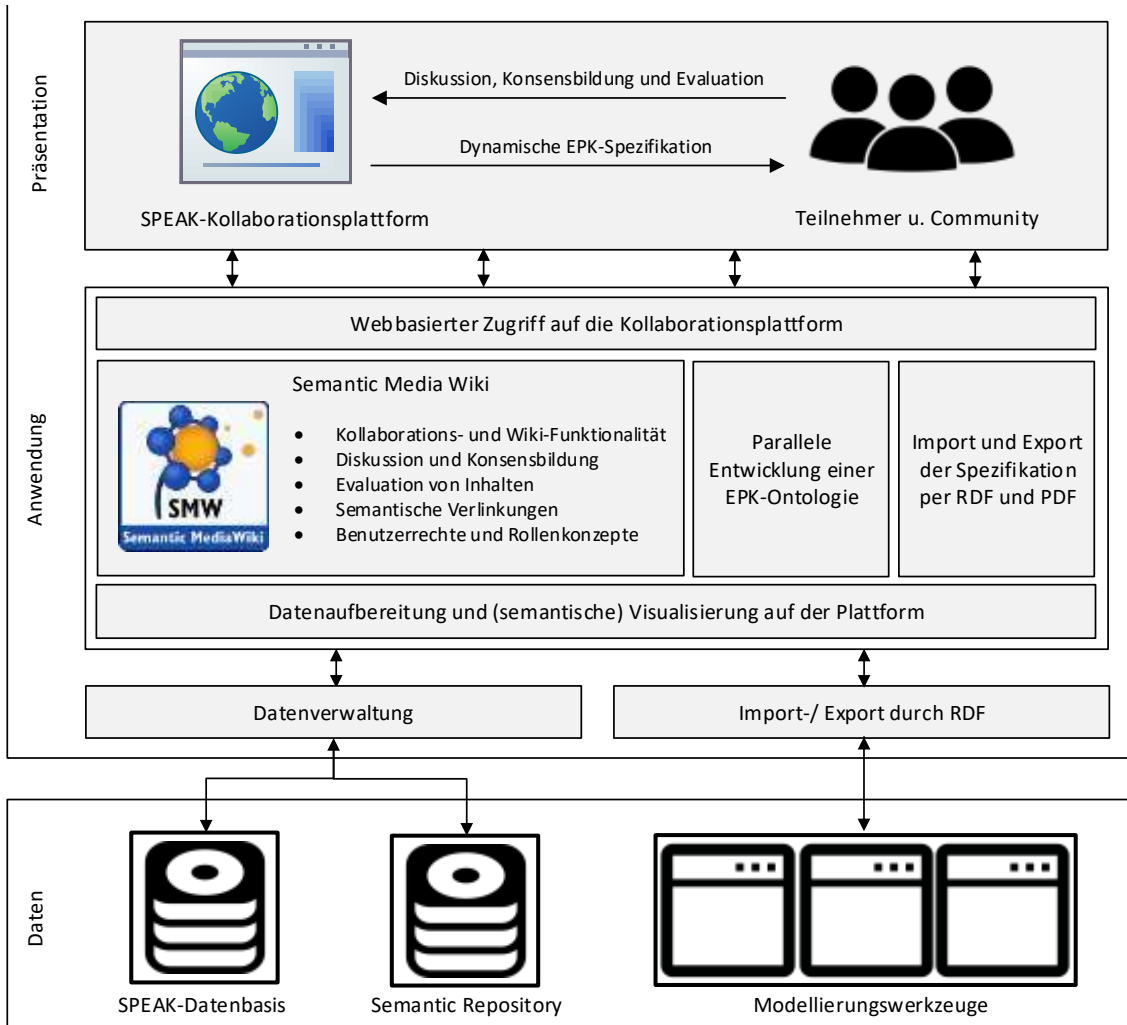 Präsentation
Diskussion, Konsensbildung und Evaluation
Dynamische EPK-Spezifikation
SPEAK-Kollaborationsplattform
Teilnehmer u. Community
Anwendung
Webbasierter Zugriff auf die Kollaborationsplattform
Semantic Media Wiki
SMW
Semantic MediaWiki
• Kollaborations- und Wiki-Funktionalität
• Diskussion und Konsensbildung
• Evaluation von Inhalten
• Semantische Verlinkungen
• Benutzerrechte und Rollenkonzepte
Parallele
Entwicklung einer
EPK-Ontologie
Import und Export
der Spezifikation
per RDF und PDF
Datenaufbereitung und (semantische) Visualisierung auf der Plattform
Datenverwaltung
Import-/ Export durch RDF
Daten
SPEAK-Datenbasis
Semantic Repository
Modellierungswerkzeuge